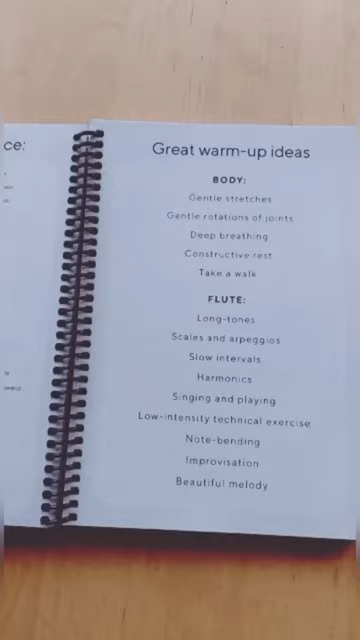 ce:
Great warm-up ideas
BODY:
Gentle stretches
Gentle rotations of joints
Deep breathing
Constructive rest
Take a walk
FLUTE:
Long-tones
Scales and arpeggios
Slow intervals
Harmonics
Singing and playing
Low-intensity technical exercise
Note-bending
Improvisation
Beautiful melody